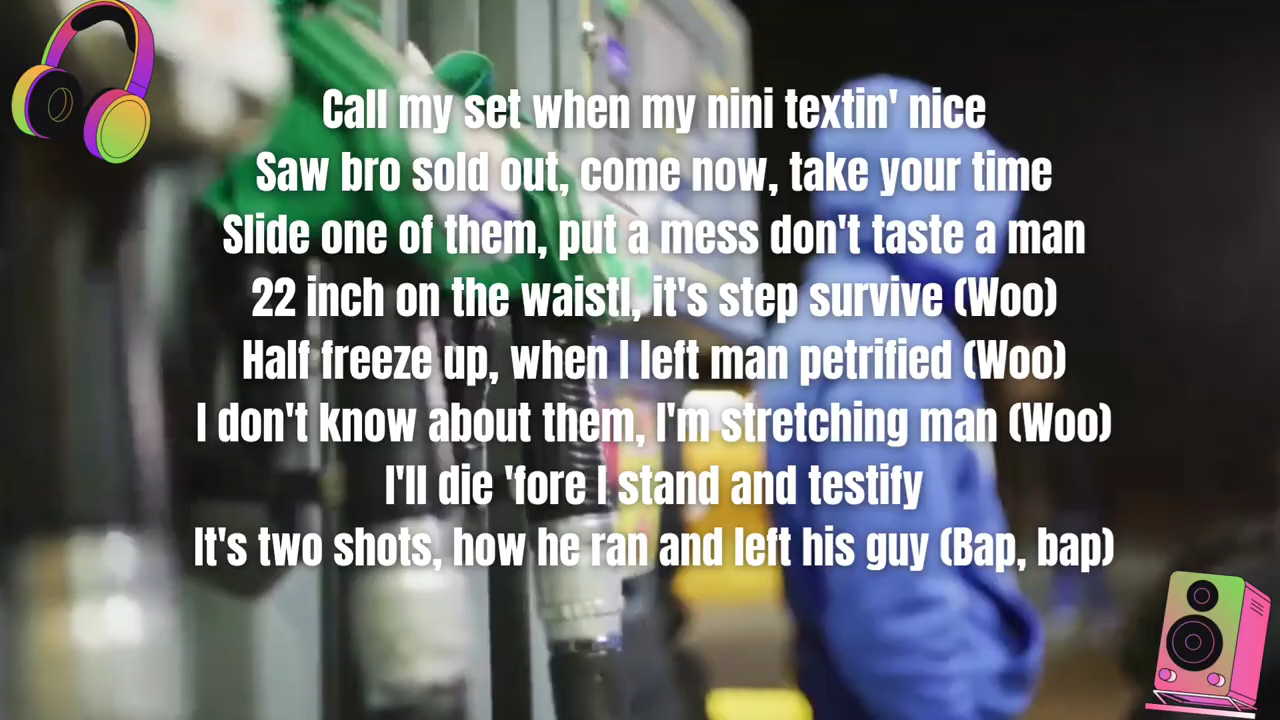 Call my set when my nini textin' nice
Saw bro sold out, come now, take your time
Slide one of them, put a mess don't taste a man
22 inch on the waistl, it's step survive (Woo)
Half freeze up, when I left man petrified (Woo)
I don't know about them, I'm stretching man (Woo)
I'll die 'fore I stand and testify
It's two shots, how he ran and left his guy (Bap, bap)